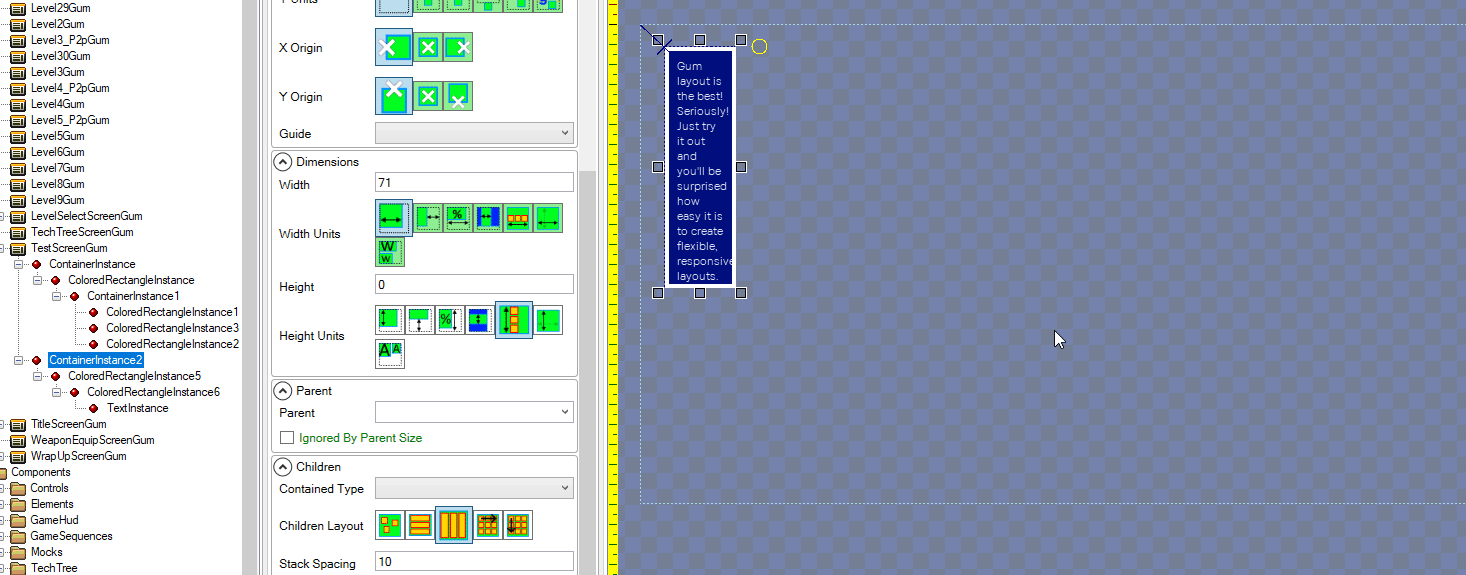 Level29Gum
Level2Gum
Level3_P2pGum
Level30Gum
Level3Gum
Level4_P2pGum
Level4Gum
Level5_P2pGum
Level5Gum
Level6Gum
Level7Gum
Level8Gum
Level9Gum
LevelSelectScreenGum
TechTreeScreenGum
TestScreenGum
ContainerInstance
ColoredRectangleInstance
ContainerInstance1
ColoredRectangleInstance1
ColoredRectangleInstance3
ColoredRectangleInstance2
ContainerInstance2
ColoredRectangleInstance5
ColoredRectangleInstance6
TextInstance
TitleScreenGum
WeaponEquipScreenGum
WrapUpScreenGum
Components
Controls
Elements
GameHud
GameSequences
Mocks
TechTree
X Origin
Y Origin
Guide
Dimensions
Width
71
Width Units
%
W
w
Height
0
Height Units
%
A A
Parent
Parent
Ignored By Parent Size
Children
Contained Type
Children Layout
Stack Spacing
10
Gum
layout is
the best!
Seriously!
Just try
it out
and
you'll be
surprised
how
easy it is
to create
flexible,
responsive
layouts.